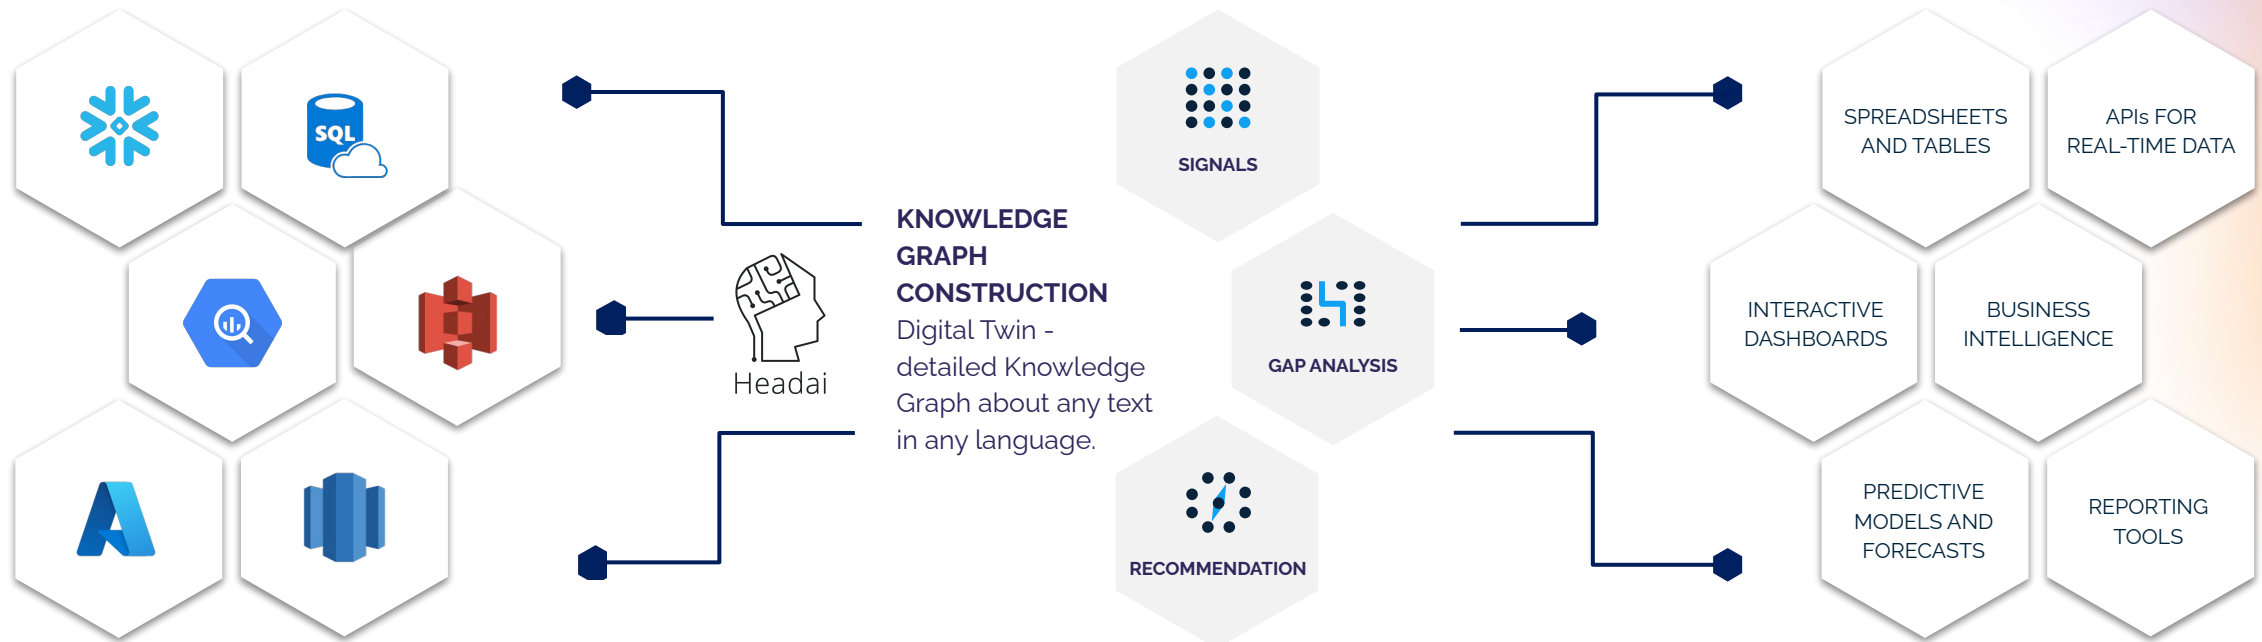 SQL
Headai
KNOWLEDGE
GRAPH
CONSTRUCTION
Digital Twin -
detailed Knowledge
Graph about any text
in any language.
SIGNALS
GAP ANALYSIS
RECOMMENDATION
SPREADSHEETS
AND TABLES
APIs FOR
REAL-TIME DATA
INTERACTIVE
DASHBOARDS
BUSINESS
INTELLIGENCE
PREDICTIVE
MODELS AND
FORECASTS
REPORTING
TOOLS